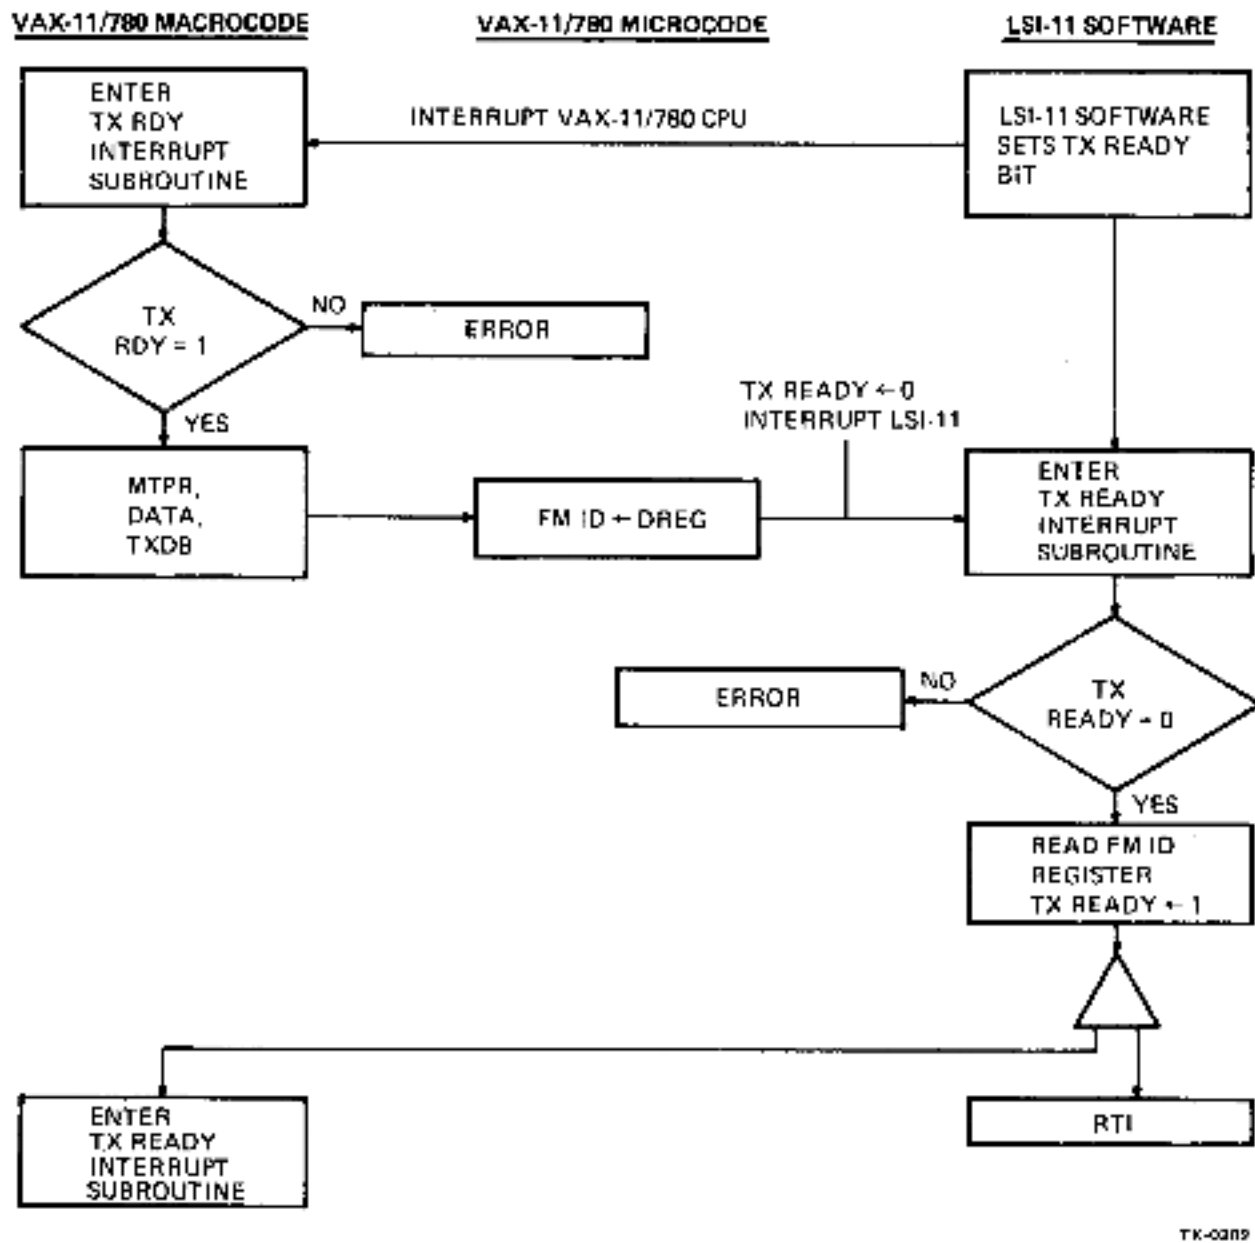 VAX-11/780 MACROCODE
VAX-11/780 MICROCODE
LSI-11 SOFTWARE
ENTER
TX RDY
INTERRUPT
SUBROUTINE
INTERRUPT VAX-11/780 CPU
LSI-11 SOFTWARE
SETS TX READY
BIT
TX
RDY = 1
NO
ERROR
YES
TX READY ← 0
INTERRUPT LSI-11
MTPR,
DATA,
TXDB
FM ID ← DREG
ENTER
TX READY
INTERRUPT
SUBROUTINE
TX
READY = 0
NO
ERROR
YES
READ FM ID
REGISTER
TX READY ← 1
ENTER
TX READY
INTERRUPT
SUBROUTINE
RTI